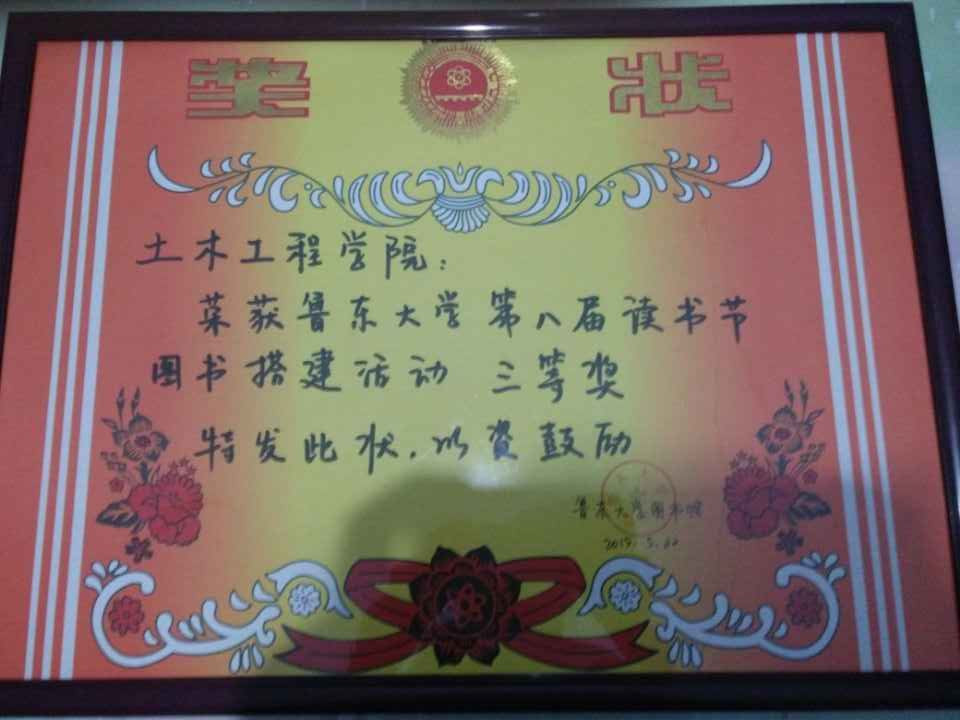 奖状
土木工程学院:
荣获鲁东大学第八届读书节
图书搭建活动 三等奖
特发此状,以资鼓励
鲁东大学图书馆